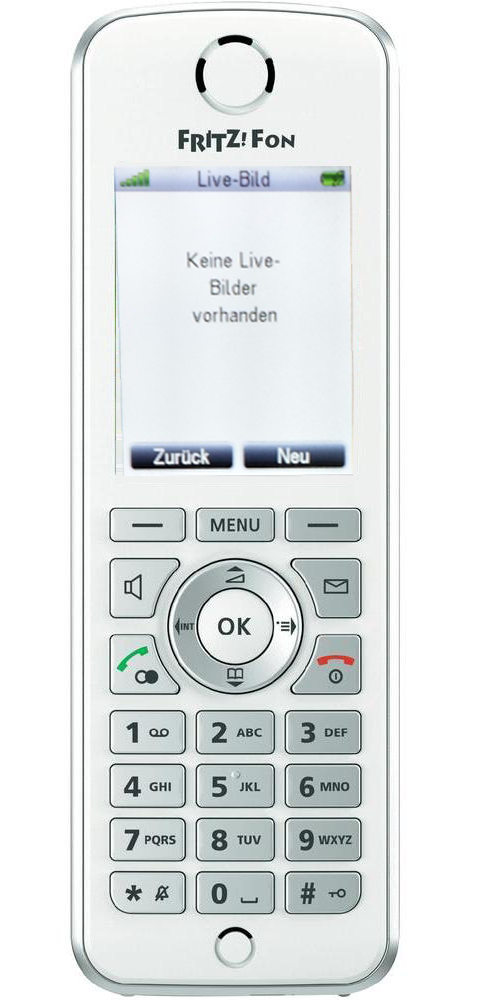 FRITZ! FON
Live-Bild
Keine Live-
Bilder
vorhanden
Zurück Neu
MENU
OK
INT
1
2 ABC 3 DEF
4 GHI 5 JKL 6 MNO
7 PQRS 8 TUV 9 WXYZ
* 0 #